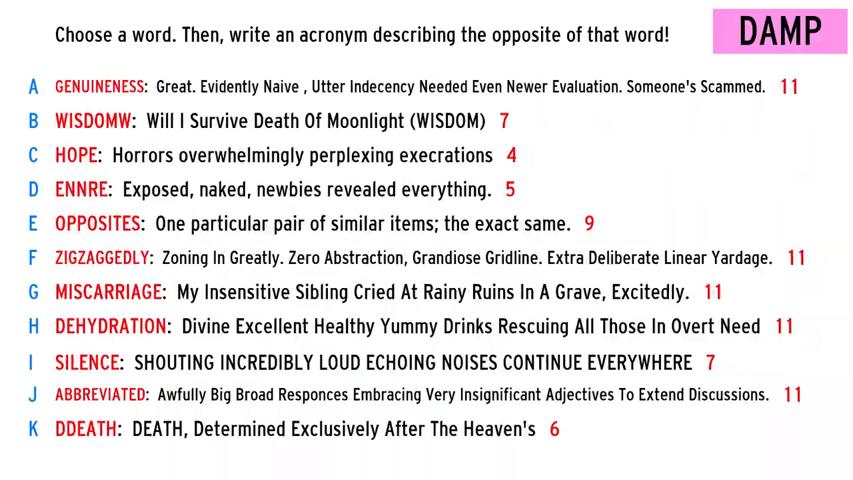 Choose a word. Then, write an acronym describing the opposite of that word!
DAMP
A GENUINENESS: Great. Evidently Naive , Utter Indecency Needed Even Newer Evaluation. Someone's Scammed. 11
B WISDOMW: Will I Survive Death Of Moonlight (WISDOM) 7
C HOPE: Horrors overwhelmingly perplexing execrations 4
D ENNRE: Exposed, naked, newbies revealed everything. 5
E OPPOSITES: One particular pair of similar items; the exact same. 9
F ZIGZAGGEDLY: Zoning In Greatly. Zero Abstraction, Grandiose Gridline. Extra Deliberate Linear Yardage. 11
G MISCARRIAGE: My Insensitive Sibling Cried At Rainy Ruins In A Grave, Excitedly. 11
H DEHYDRATION: Divine Excellent Healthy Yummy Drinks Rescuing All Those In Overt Need 11
I SILENCE: SHOUTING INCREDIBLY LOUD ECHOING NOISES CONTINUE EVERYWHERE 7
J ABBREVIATED: Awfully Big Broad Responces Embracing Very Insignificant Adjectives To Extend Discussions. 11
K DDEATH: DEATH, Determined Exclusively After The Heaven's 6